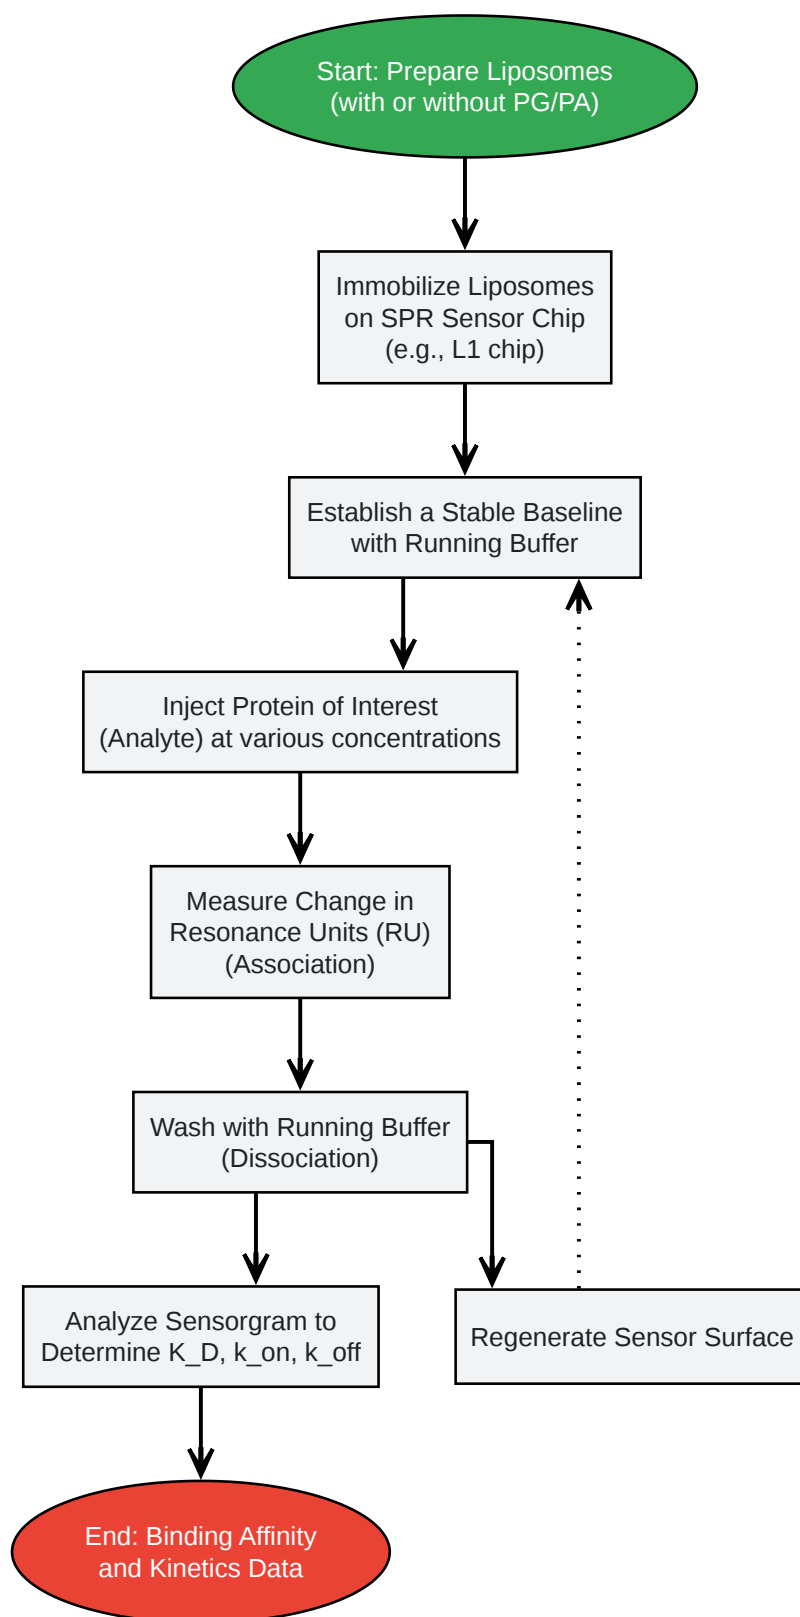 Start: Prepare Liposomes
(with or without PG/PA)
Immobilize Liposomes
on SPR Sensor Chip
(e.g., L1 chip)
Establish a Stable Baseline
with Running Buffer
Inject Protein of Interest
(Analyte) at various concentrations
Measure Change in
Resonance Units (RU)
(Association)
Wash with Running Buffer
(Dissociation)
Analyze Sensorgram to
Determine K_D, k_on, k_off
Regenerate Sensor Surface
End: Binding Affinity
and Kinetics Data